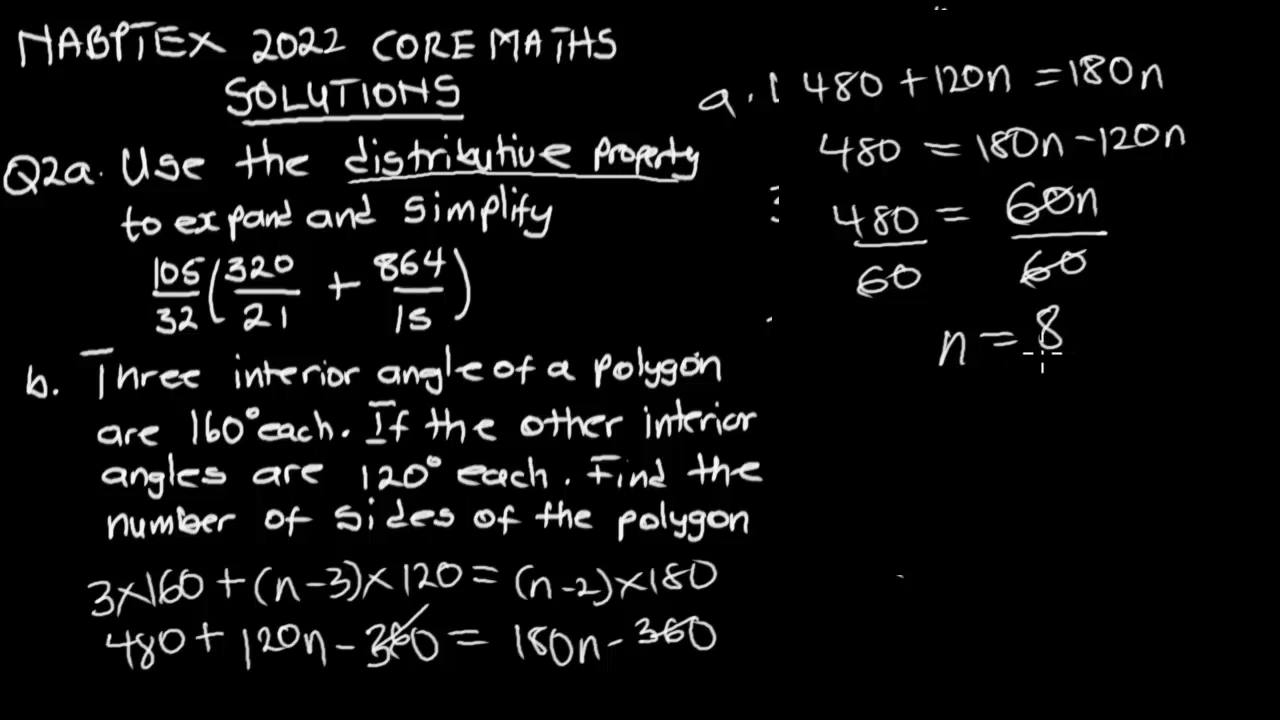 NABPTEX 2022 CORE MATHS
SOLUTIONS
Q2a. Use the distributive property
to expand and simplify
105/32 (320/21 + 864/15)
b. Three interior angle of a polygon
are 160° each. If the other interior
angles are 120° each. Find the
number of sides of the polygon
3×160 + (n-3)×120 = (n-2)×180
480 + 120n - 360 = 180n - 360
a.
480 + 120n = 180n
480 = 180n - 120n
480/60 = 60n/60
n = 8